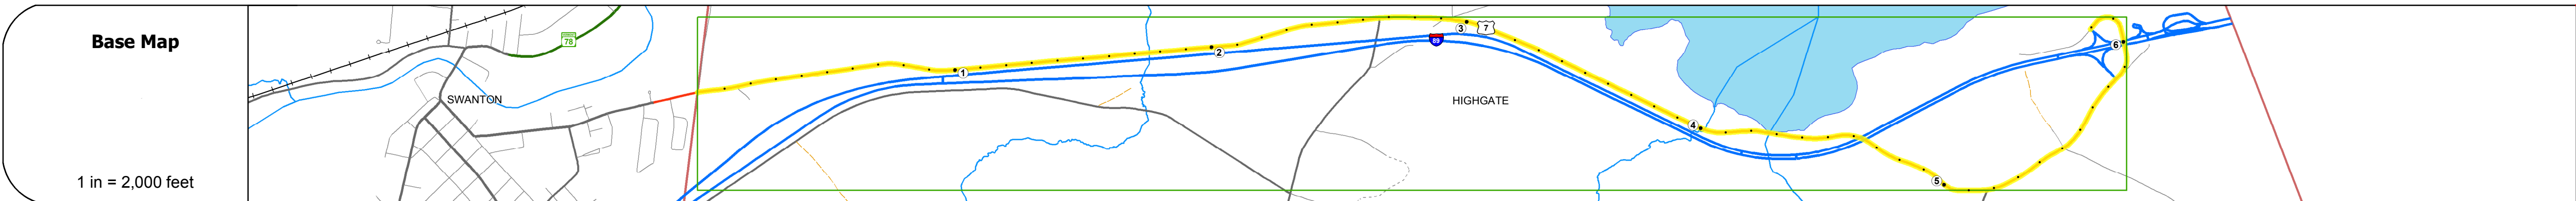 Base Map
1 in = 2,000 feet
78
SWANTON
1
2
3
7
89
HIGHGATE
4
5
6